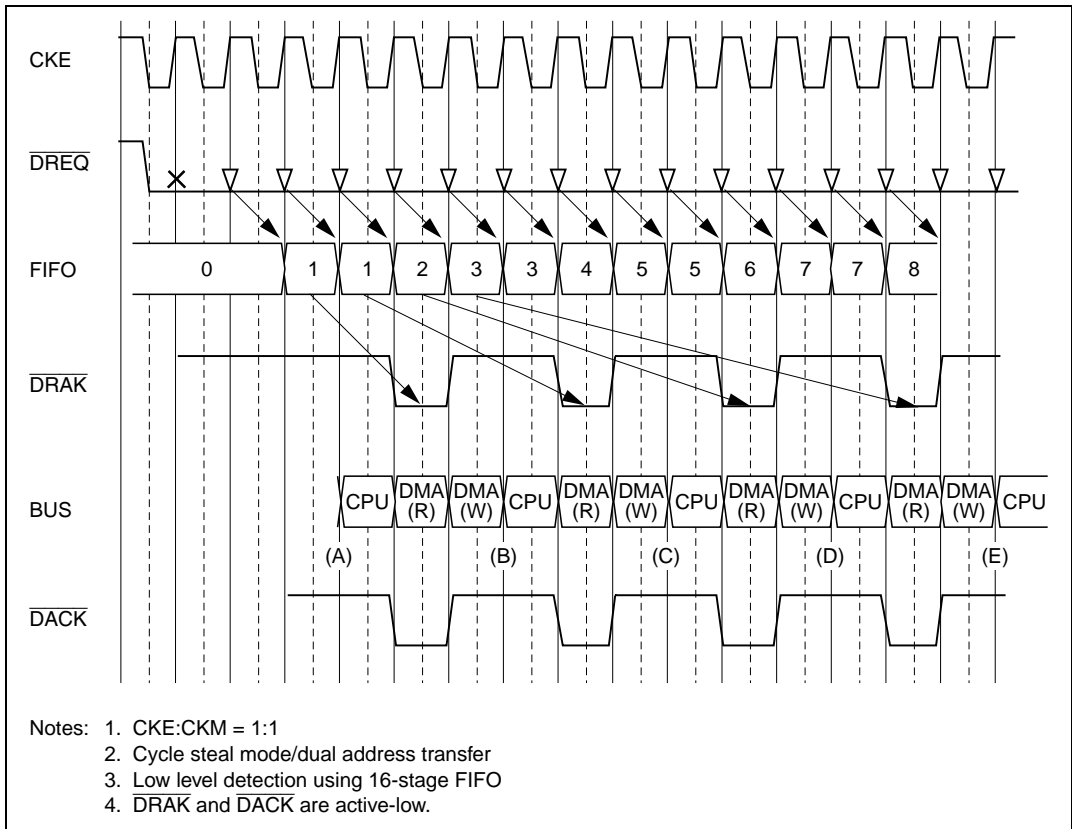 CKE
DREQ
FIFO
0 1 1 2 3 3 4 5 5 6 7 7 8
DRAK
BUS
CPU DMA (R) DMA (W) CPU DMA (R) DMA (W) CPU DMA (R) DMA (W) CPU DMA (R) DMA (W) CPU
(A) (B) (C) (D) (E)
DACK
Notes: 1. CKE:CKM = 1:1
2. Cycle steal mode/dual address transfer
3. Low level detection using 16-stage FIFO
4. DRAK and DACK are active-low.